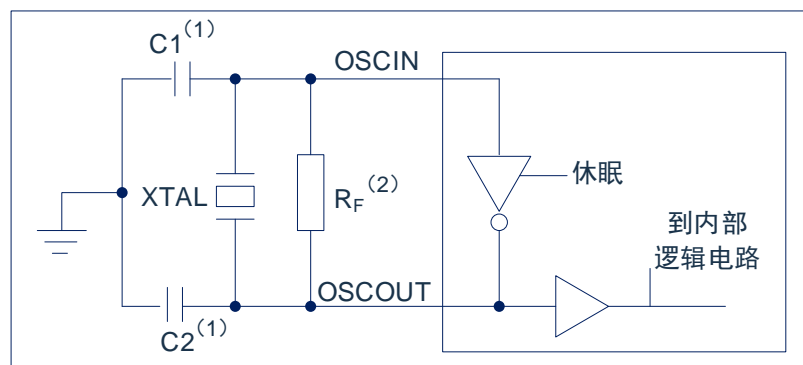 C1(1)
OSCIN
XTAL
RF(2)
休眠
到内部
逻辑电路
OSCOUT
C2(1)